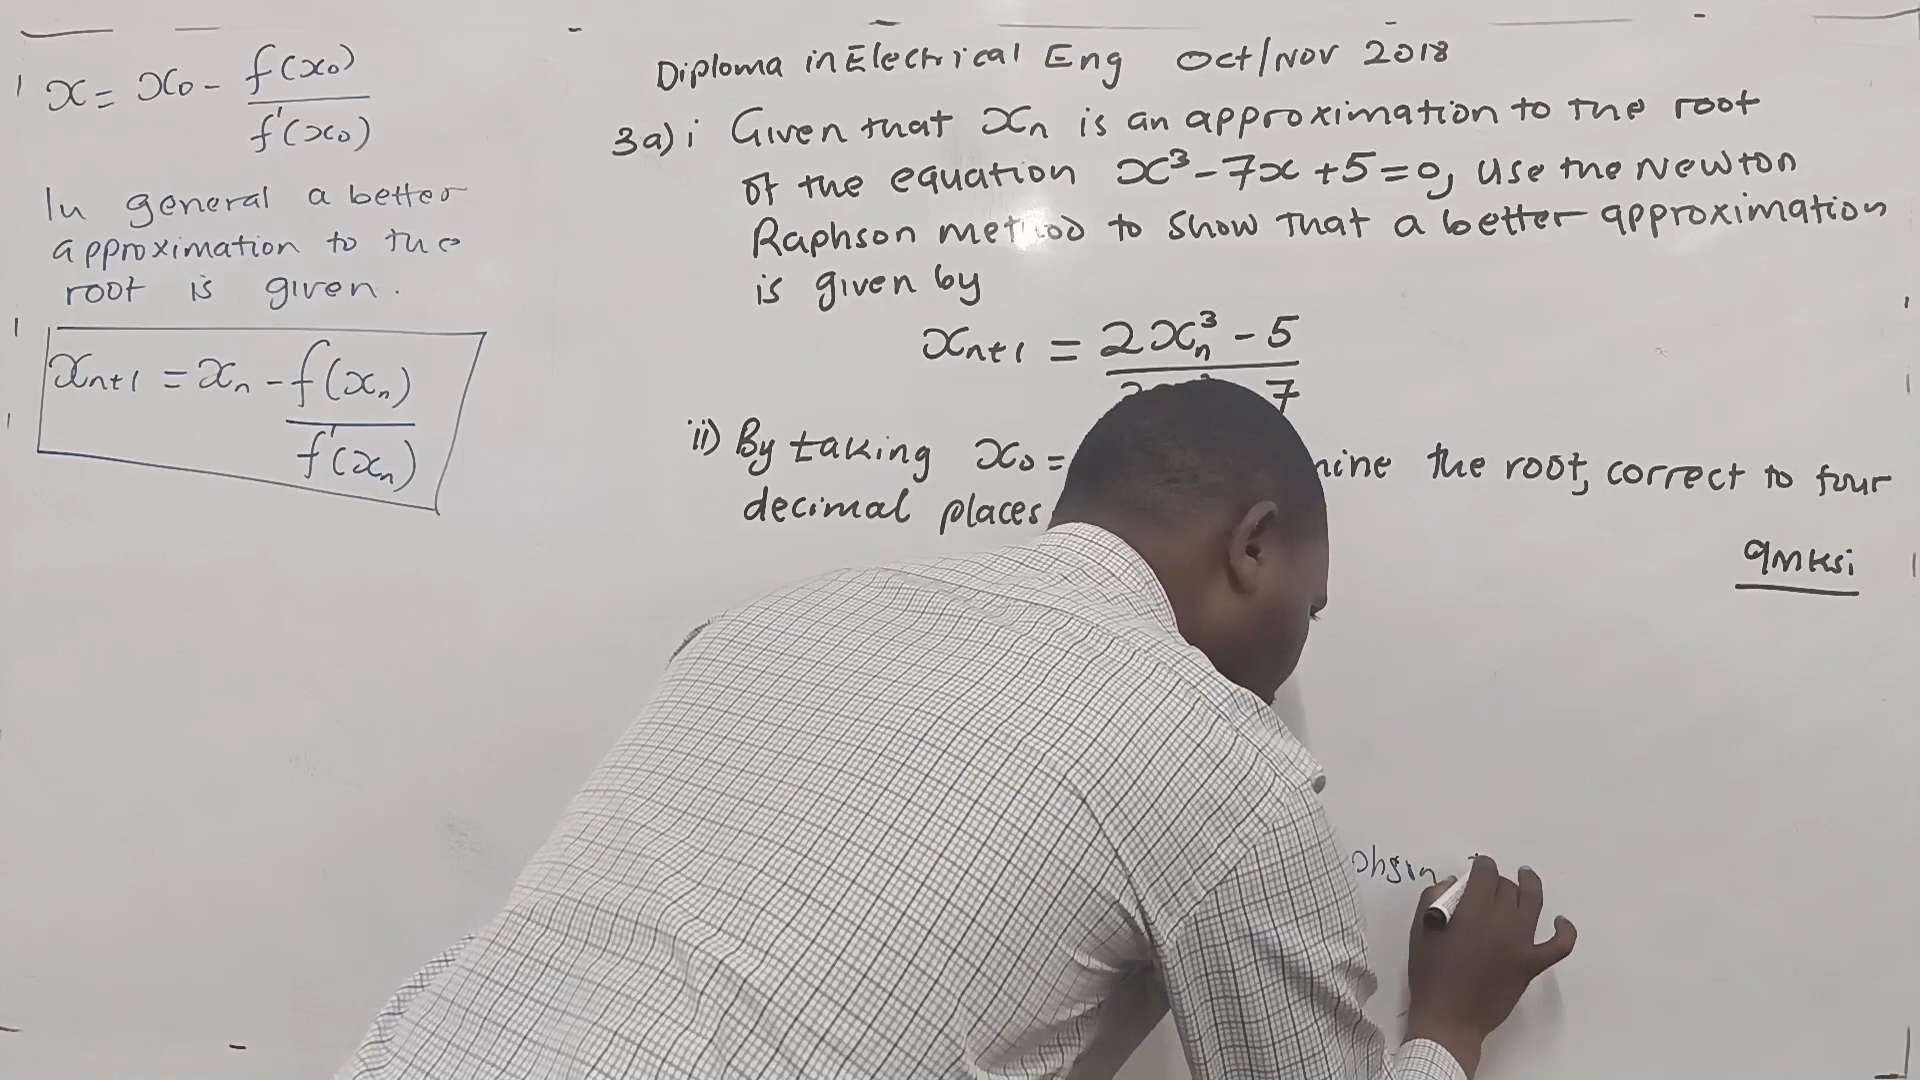 x = x₀ - f(x₀)
f'(x₀)
In general a better
approximation to the
root is given.
xₙ₊₁ = xₙ - f(xₙ)
f'(xₙ)
Diploma in Electrical Eng Oct/Nov 2018
3a) i Given that xₙ is an approximation to the root
of the equation x³ - 7x + 5 = 0, use the Newton
Raphson method to show that a better approximation
is given by
xₙ₊₁ = 2xₙ³ - 5
7
ii) By taking x₀ = the root, correct to four
decimal places
9mks